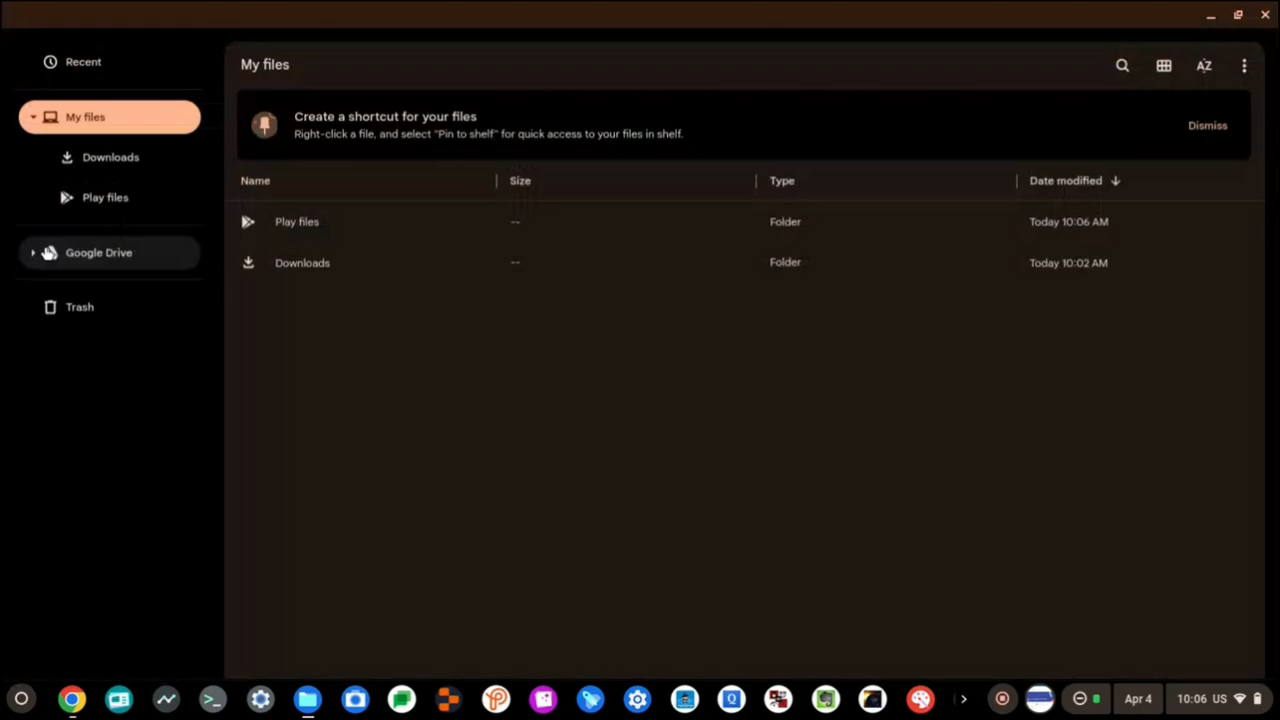 Recent
My files
Downloads
Play files
Google Drive
Trash
My files
AZ
Create a shortcut for your files
Right-click a file, and select "Pin to shelf" for quick access to your files in shelf.
Dismiss
Name Size Type Date modified
Play files -- Folder Today 10:06 AM
Downloads -- Folder Today 10:02 AM
Apr 4 10:06 US